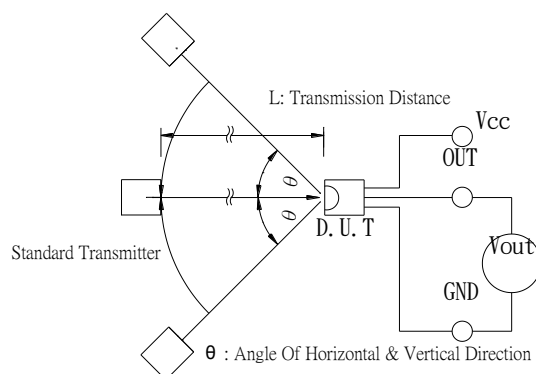 L: Transmission Distance
Vcc
OUT
θ
θ
D.U.T
Standard Transmitter
Vout
GND
θ : Angle Of Horizontal & Vertical Direction